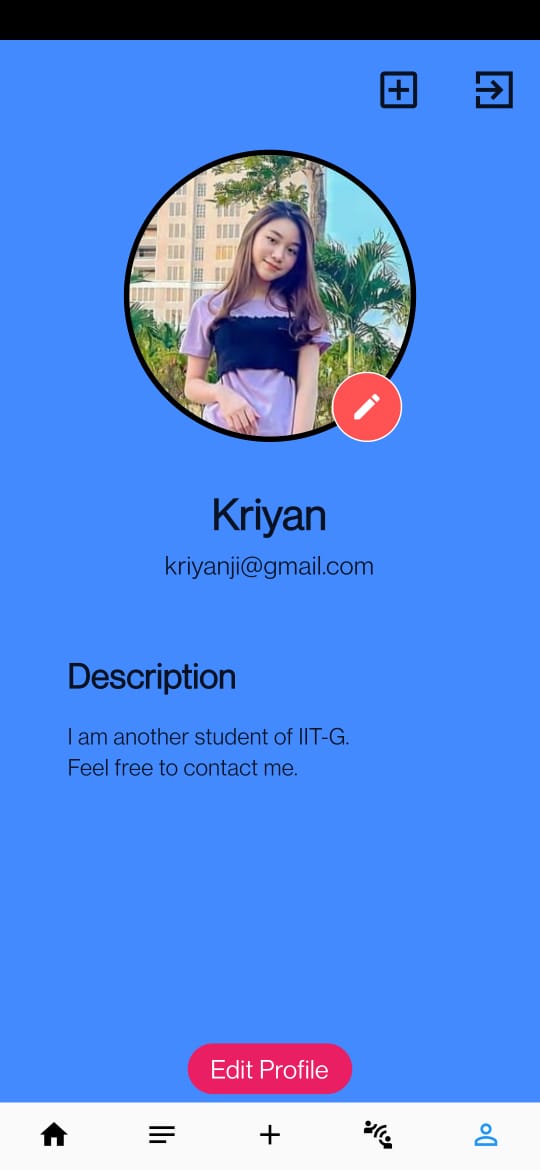 Kriyan
kriyanji@gmail.com
Description
I am another student of IIT-G.
Feel free to contact me.
Edit Profile